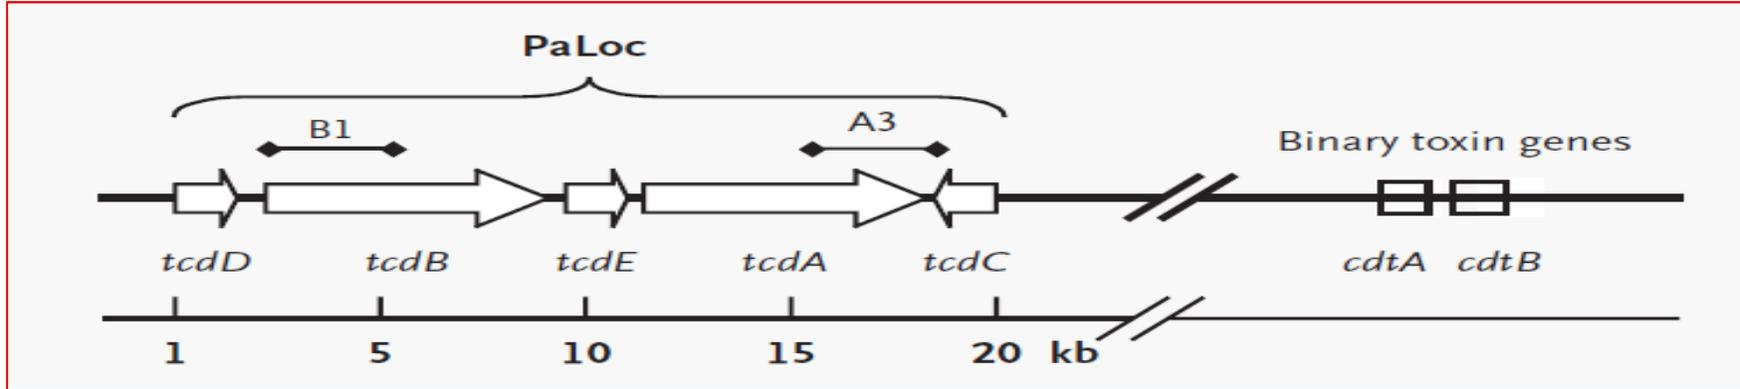 PaLoc
B1
A3
Binary toxin genes
tcdD tcdB tcdE tcdA tcdC cdtA cdtB
1 5 10 15 20 kb